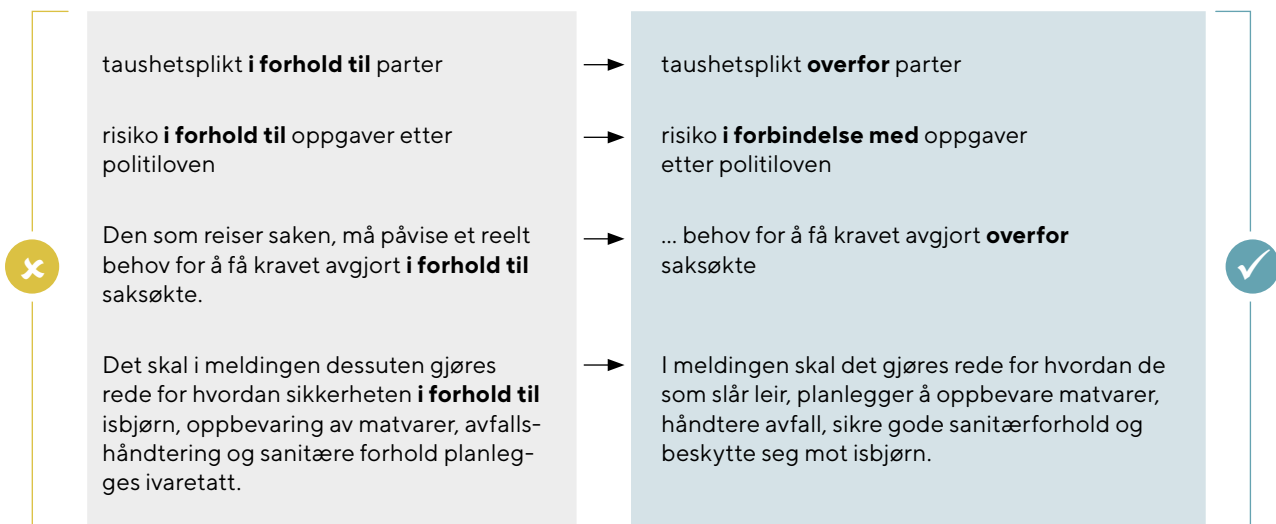 taushetsplikt i forhold til parter
taushetsplikt overfor parter
risiko i forhold til oppgaver etter
politiloven
risiko i forbindelse med oppgaver
etter politiloven
Den som reiser saken, må påvise et reelt
behov for å få kravet avgjort i forhold til
saksøkte.
... behov for å få kravet avgjort overfor
saksøkte
Det skal i meldingen dessuten gjøres
rede for hvordan sikkerheten i forhold til
isbjørn, oppbevaring av matvarer, avfalls-
håndtering og sanitære forhold planleg-
ges ivaretatt.
I meldingen skal det gjøres rede for hvordan de
som slår leir, planlegger å oppbevare matvarer,
håndtere avfall, sikre gode sanitærforhold og
beskytte seg mot isbjørn.